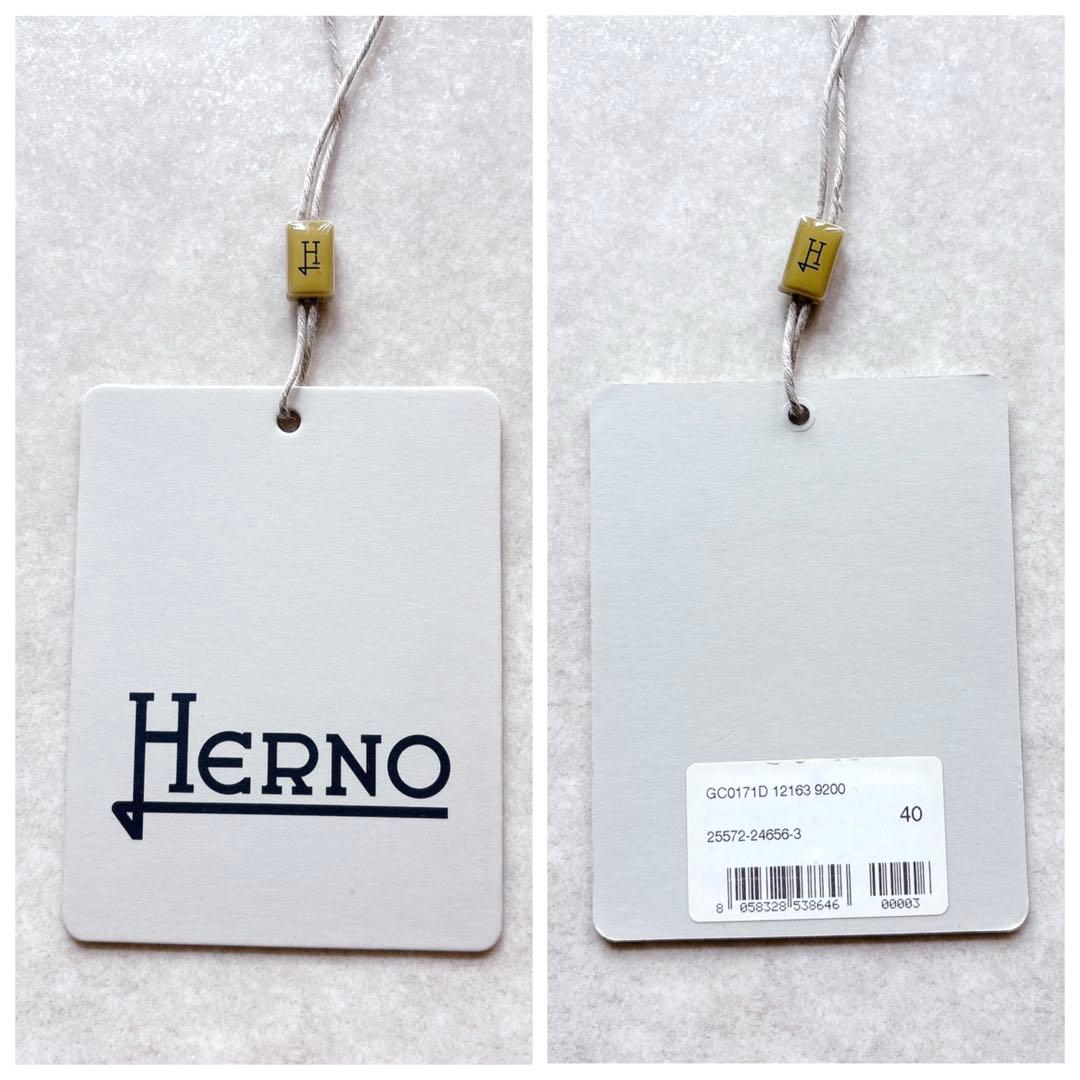 H
HERNO
H
GC0171D 12163 9200
40
25572-24656-3
8 058328 538646
00003